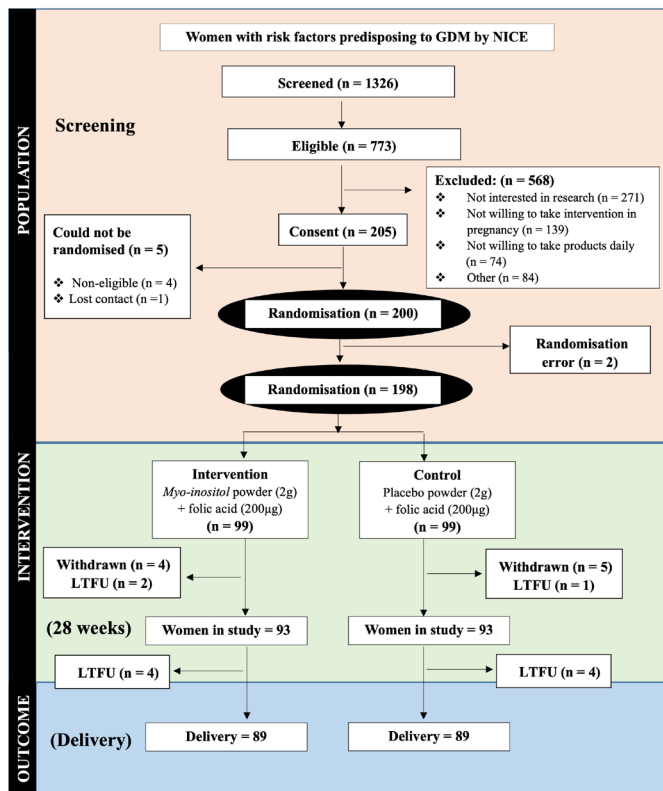 Women with risk factors predisposing to GDM by NICE
POPULATION
Screening
Screened (n = 1326)
Eligible (n = 773)
Excluded: (n = 568)
❖ Not interested in research (n = 271)
❖ Not willing to take intervention in
pregnancy (n = 139)
❖ Not willing to take products daily
(n = 74)
❖ Other (n = 84)
Consent (n = 205)
Could not be
randomised (n = 5)
❖ Non-eligible (n = 4)
❖ Lost contact (n =1)
Randomisation (n = 200)
Randomisation
error (n = 2)
Randomisation (n = 198)
INTERVENTION
Intervention
Myo-inositol powder (2g)
+ folic acid (200μg)
(n = 99)
Control
Placebo powder (2g)
+ folic acid (200μg)
(n = 99)
Withdrawn (n = 4)
LTFU (n = 2)
Withdrawn (n = 5)
LTFU (n = 1)
(28 weeks)
Women in study = 93
Women in study = 93
LTFU (n = 4)
LTFU (n = 4)
OUTCOME
(Delivery)
Delivery = 89
Delivery = 89